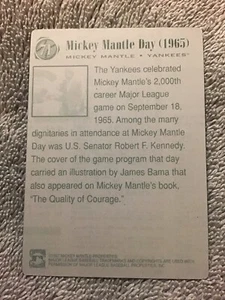 Mickey Mantle Day (1965)
MICKEY MANTLE • YANKEES
The Yankees celebrated
Mickey Mantle's 2,000th
career Major League
game on September 18,
1965. Among the many
dignitaries in attendance at Mickey Mantle
Day was U.S. Senator Robert F. Kennedy.
The cover of the game program that day
carried an illustration by James Bama that
also appeared on Mickey Mantle's book,
"The Quality of Courage."